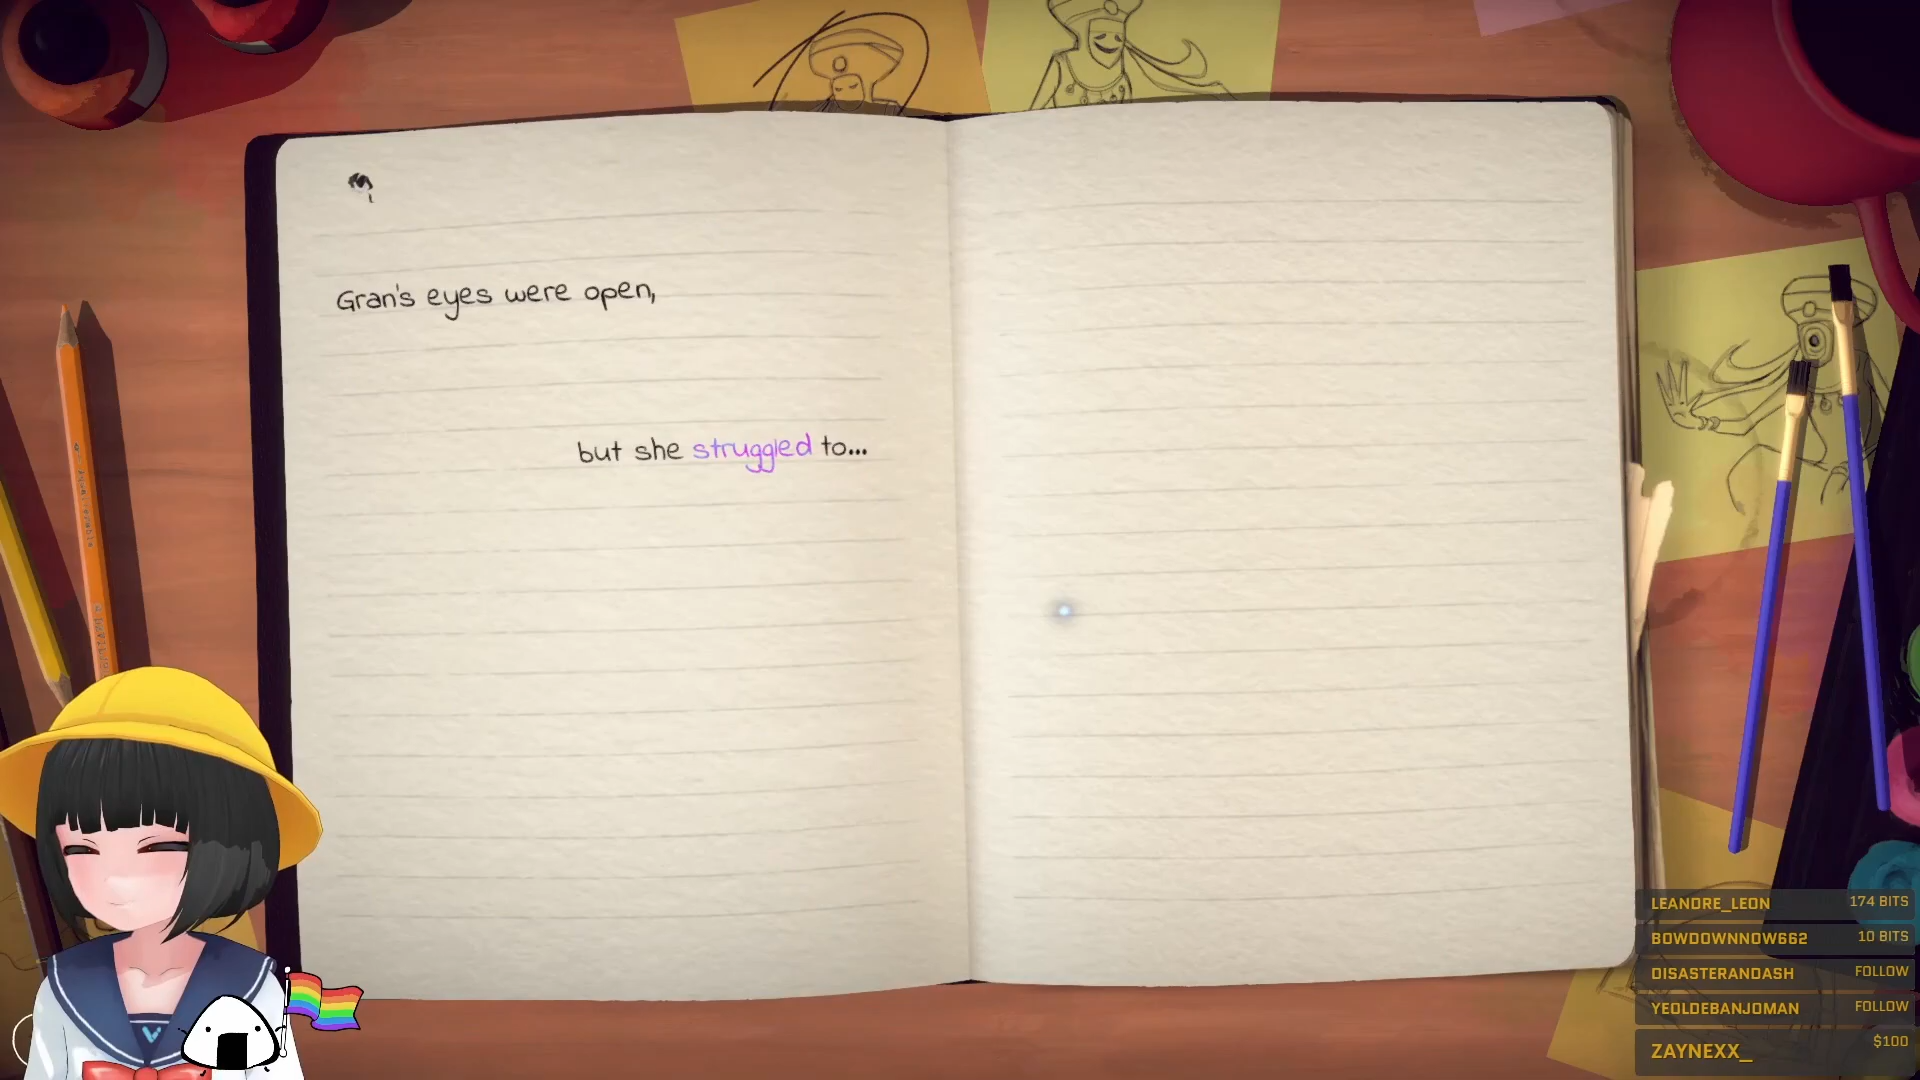 Gran's eyes were open,
but she struggled to...
LEANDRE_LEON 174 BITS
BOWDOWNNOW662 10 BITS
DISASTERANDASH FOLLOW
YEOLDEBANJOMAN FOLLOW
ZAYNEXX_ $100